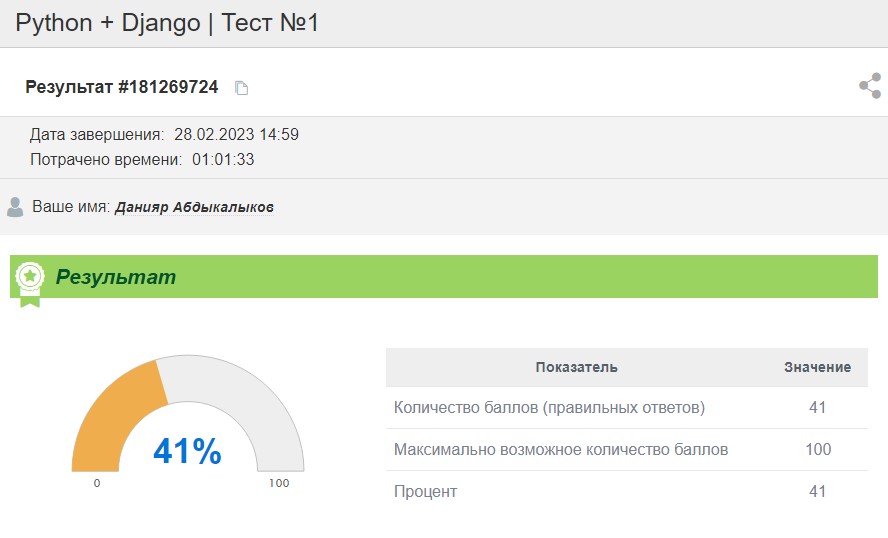 Python + Django | Тест №1
Результат #181269724
Дата завершения: 28.02.2023 14:59
Потрачено времени: 01:01:33
Ваше имя: Данияр Абдыкалыков
Результат
41%
0 100
Показатель Значение
Количество баллов (правильных ответов) 41
Максимально возможное количество баллов 100
Процент 41